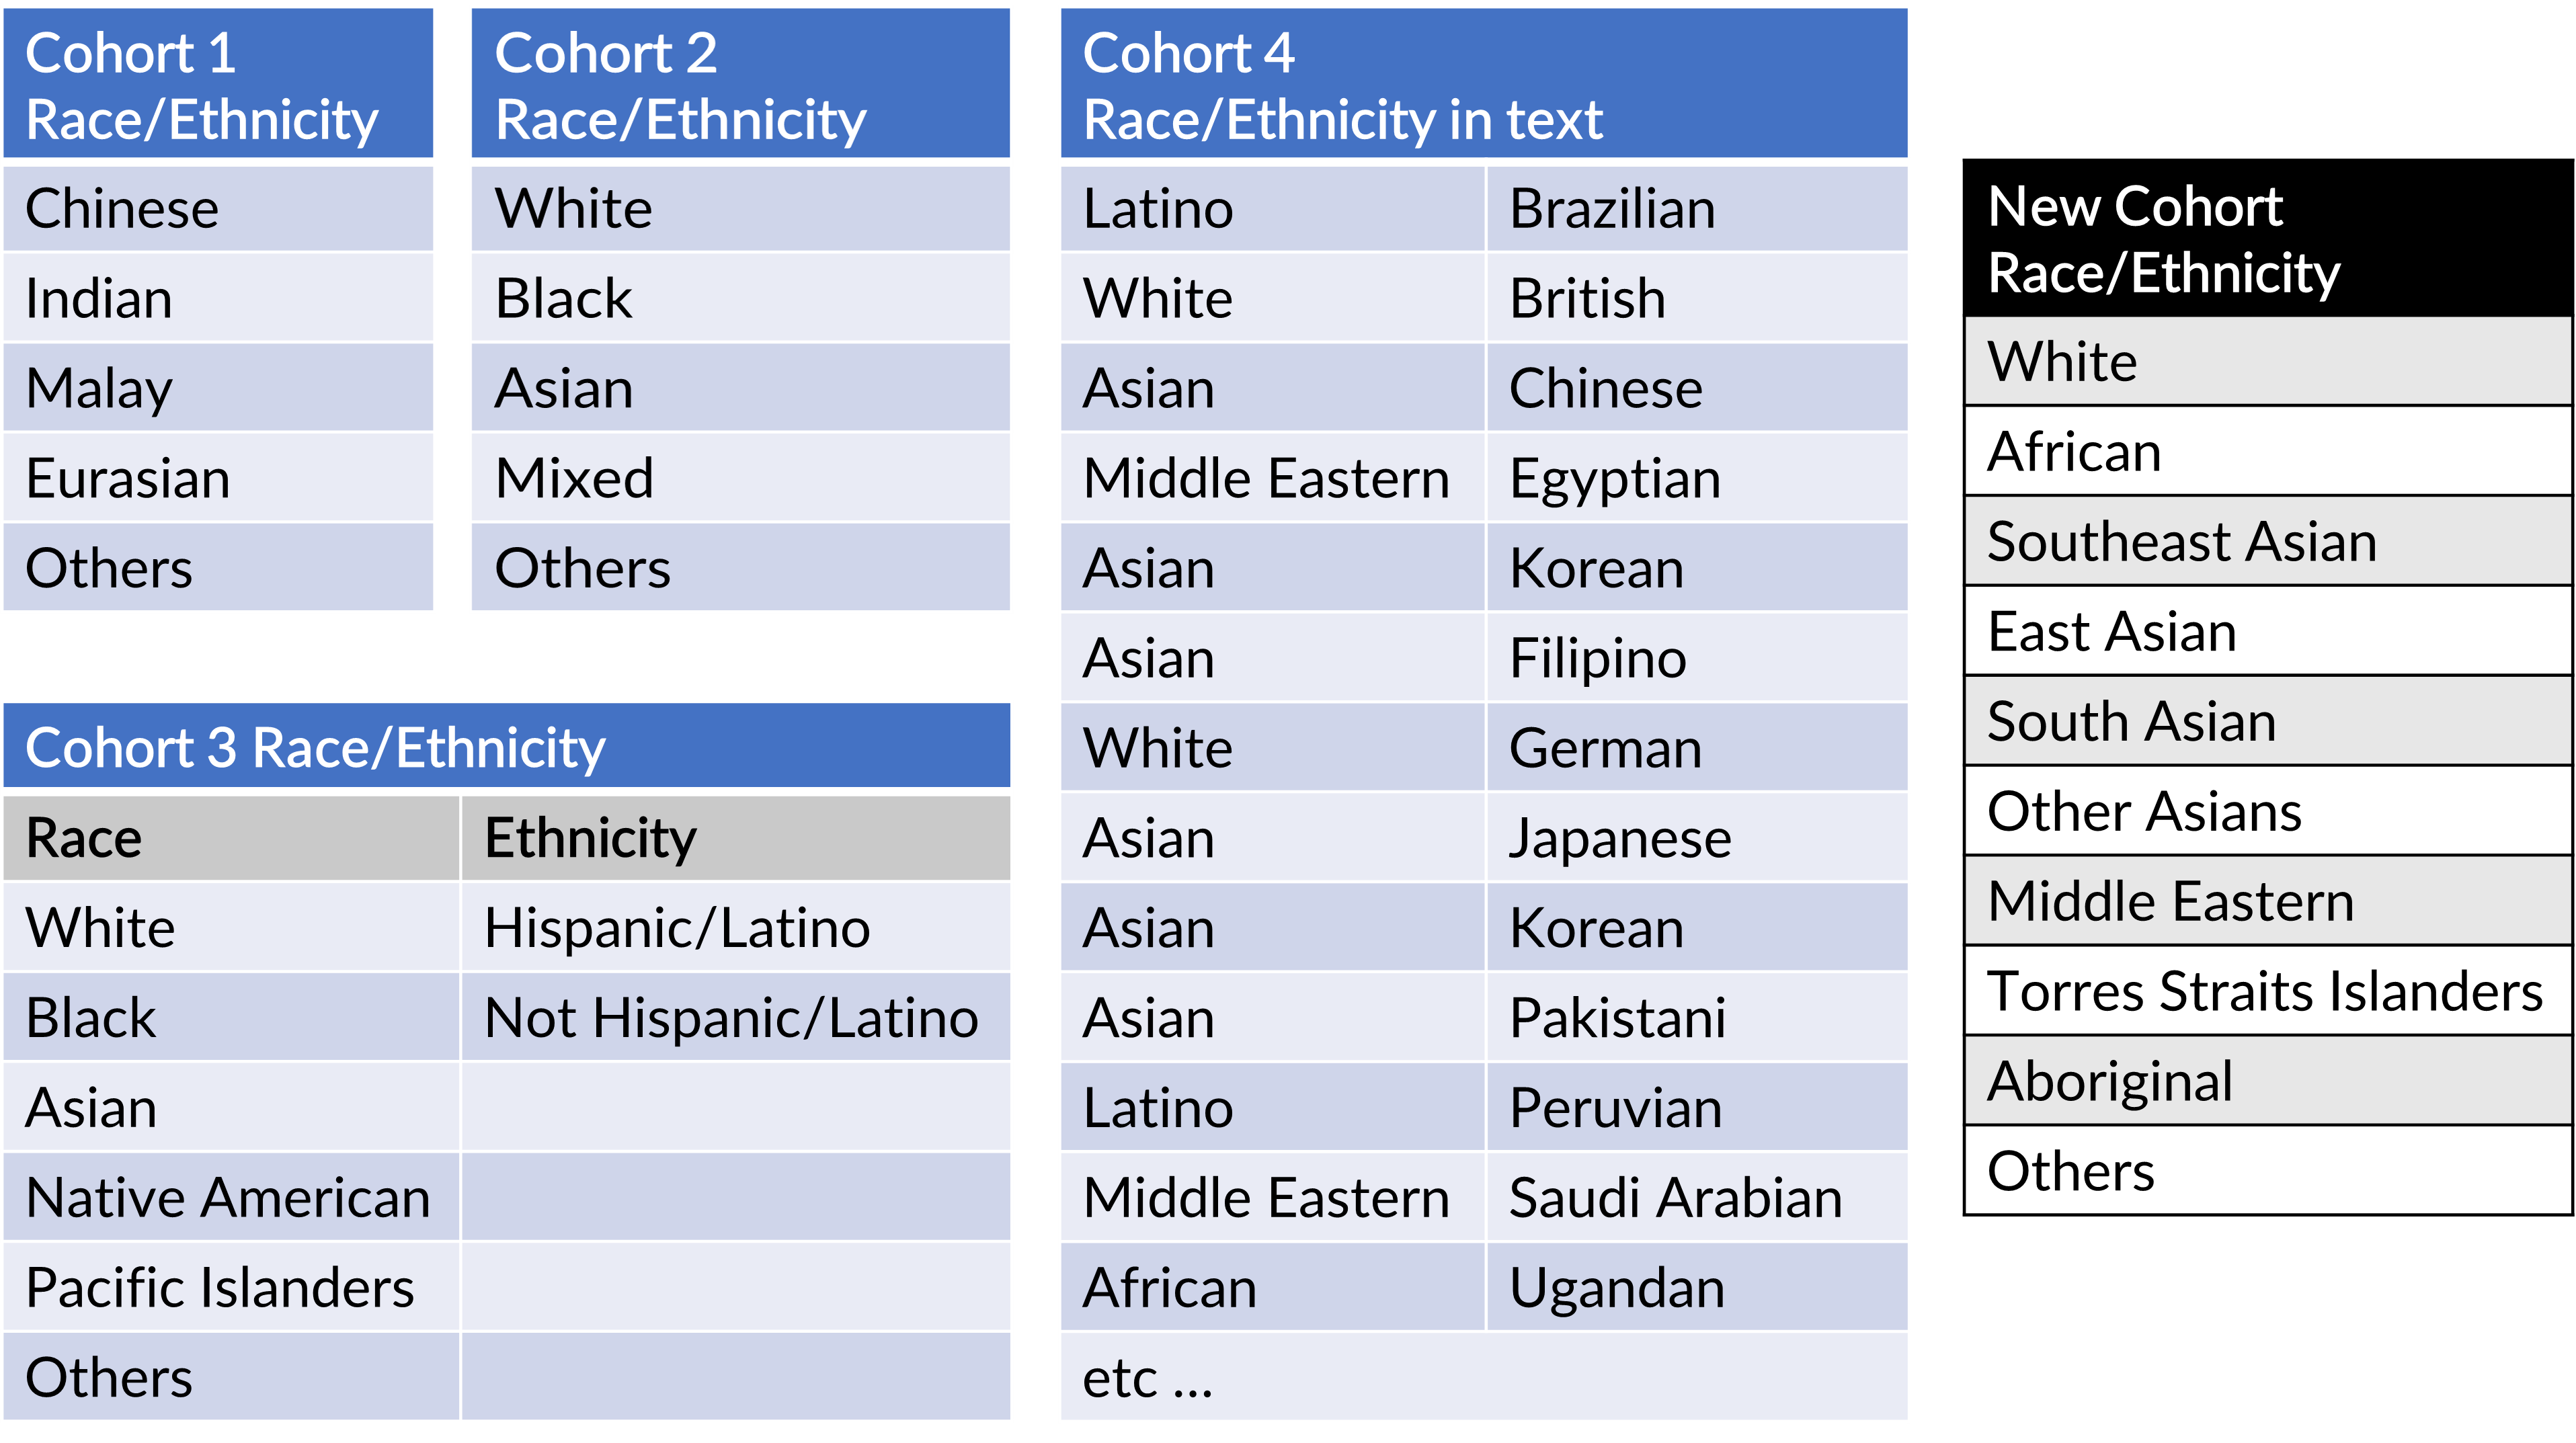 Cohort 1
Race/Ethnicity
Chinese
Indian
Malay
Eurasian
Others
Cohort 2
Race/Ethnicity
White
Black
Asian
Mixed
Others
Cohort 3 Race/Ethnicity
Race Ethnicity
White Hispanic/Latino
Black Not Hispanic/Latino
Asian
Native American
Pacific Islanders
Others
Cohort 4
Race/Ethnicity in text
Latino Brazilian
White British
Asian Chinese
Middle Eastern Egyptian
Asian Korean
Asian Filipino
White German
Asian Japanese
Asian Korean
Asian Pakistani
Latino Peruvian
Middle Eastern Saudi Arabian
African Ugandan
etc ...
New Cohort
Race/Ethnicity
White
African
Southeast Asian
East Asian
South Asian
Other Asians
Middle Eastern
Torres Straits Islanders
Aboriginal
Others